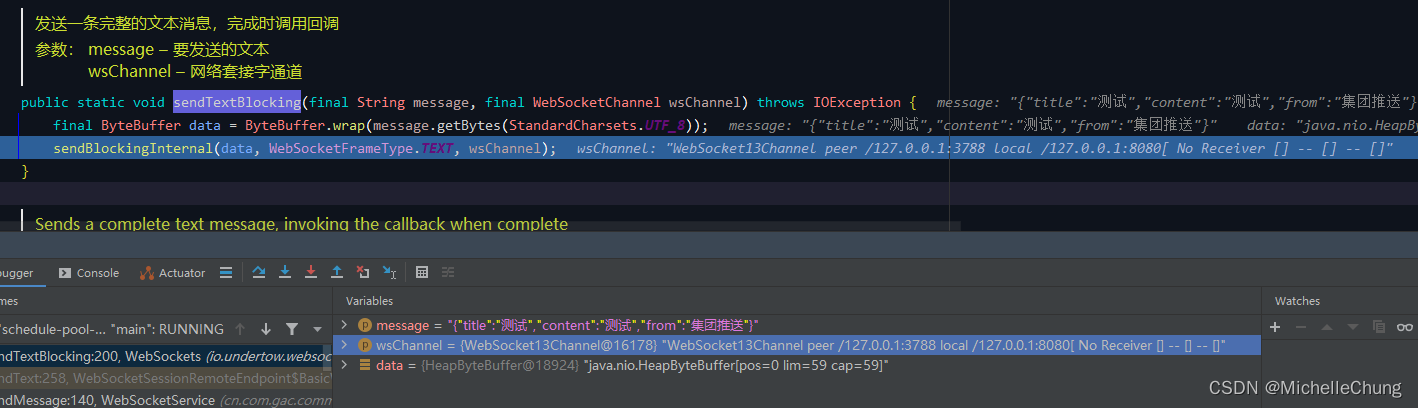 发送一条完整的文本消息，完成时调用回调
参数： message – 要发送的文本
wsChannel – 网络套接字通道
public static void sendTextBlocking(final String message, final WebSocketChannel wsChannel) throws IOException { message: "{"title":"测试","content":"测试","from":"集团推送"}
final ByteBuffer data = ByteBuffer.wrap(message.getBytes(StandardCharsets.UTF_8)); message: "{"title":"测试","content":"测试","from":"集团推送"}" data: "java.nio.HeapBy
sendBlockingInternal(data, WebSocketFrameType.TEXT, wsChannel); wsChannel: "WebSocket13Channel peer /127.0.0.1:3788 local /127.0.0.1:8080[ No Receiver [] -- [] -- []"
}
Sends a complete text message, invoking the callback when complete
ougger Console Actuator
mes Variables Watches
"schedule-pool-... "main": RUNNING
ndTextBlocking:200, WebSockets (io.undertow.websoc
ndText:258, WebSocketSessionRemoteEndpoint$Basic
ndMessage:140, WebSocketService (cn.com.gac.comn
message = "{"title":"测试","content":"测试","from":"集团推送"}"
wsChannel = {WebSocket13Channel@16178} "WebSocket13Channel peer /127.0.0.1:3788 local /127.0.0.1:8080[ No Receiver [] -- [] -- []"
data = {HeapByteBuffer@18924} "java.nio.HeapByteBuffer[pos=0 lim=59 cap=59]"
CSDN @MichelleChung